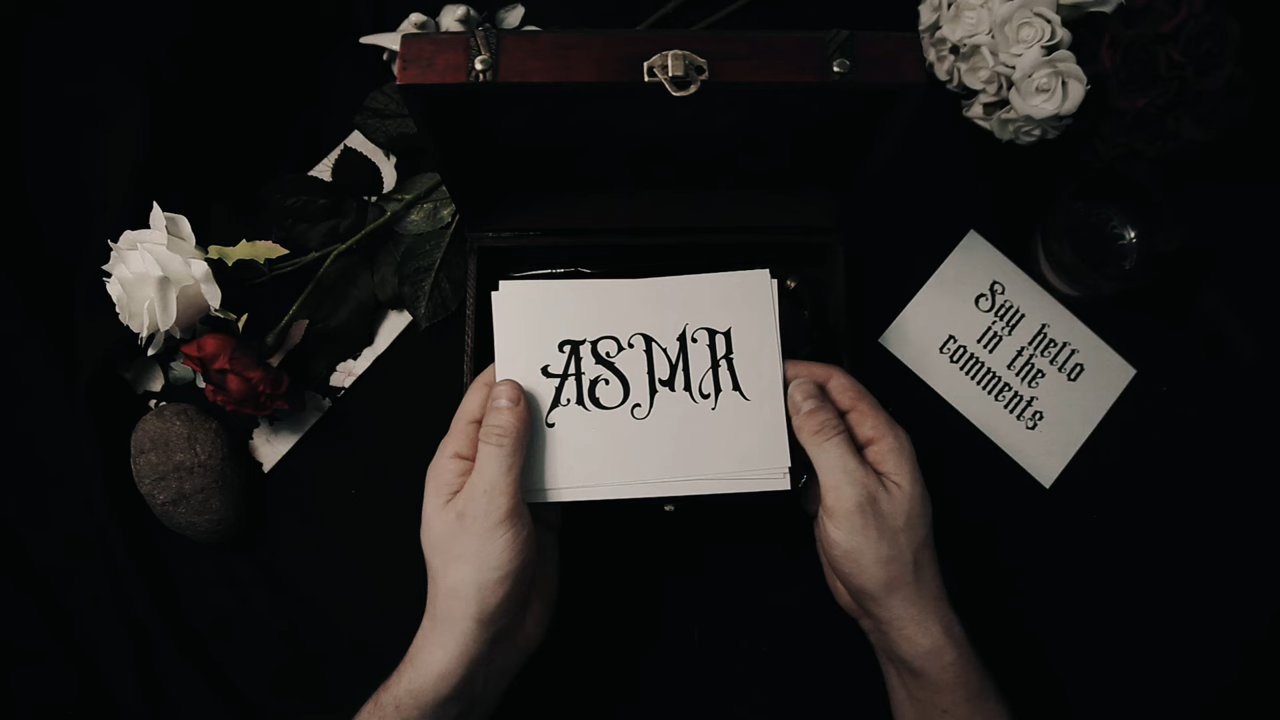 ASMR
Say hello
in the
comments